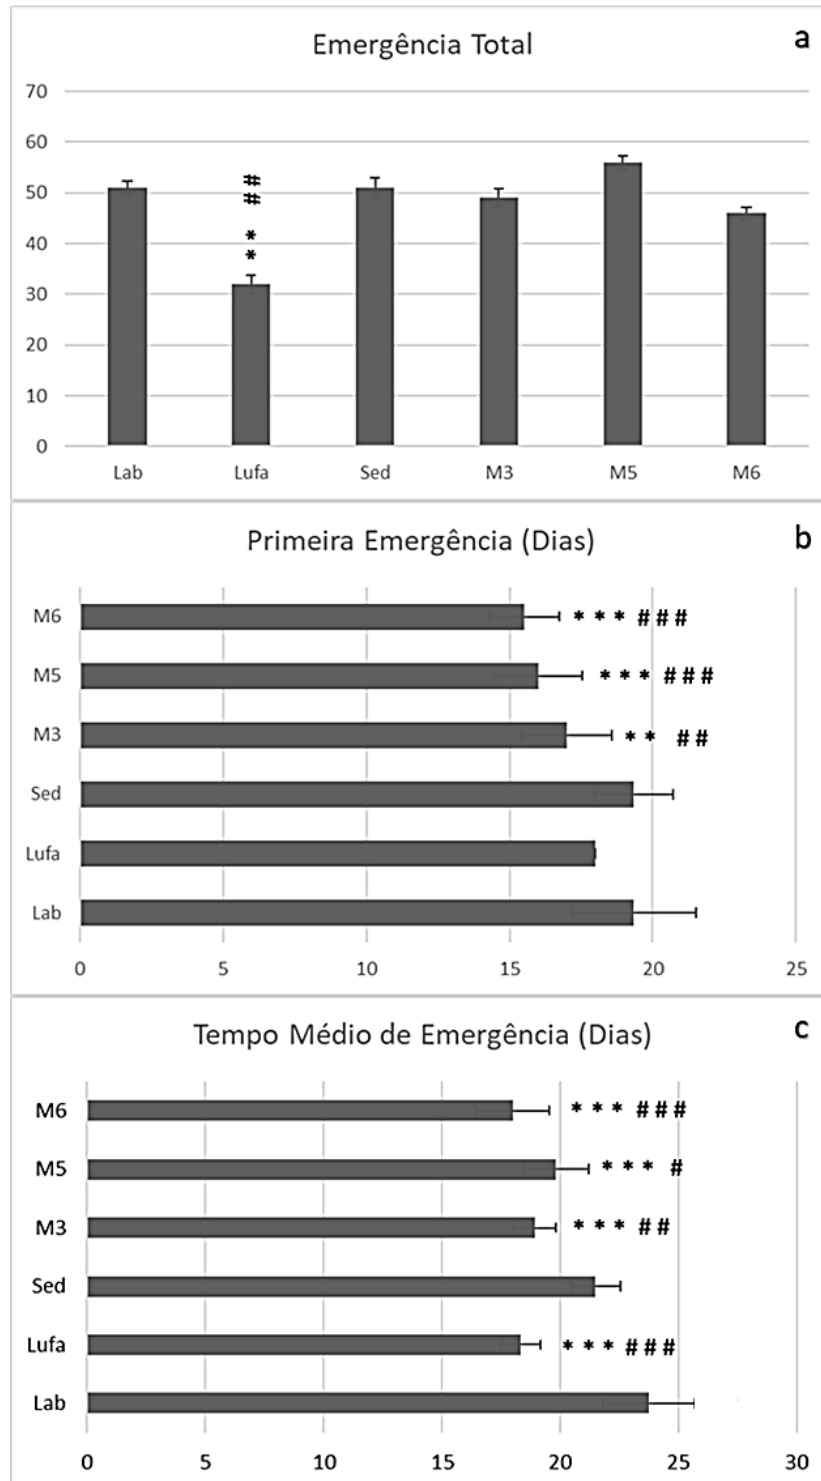 Emergência Total a
70
60
50
40
30
20
10
0
# #
* *
Lab Lufa Sed M3 M5 M6
Primeira Emergência (Dias) b
M6 * * * # # #
M5 * * * # # #
M3 * * # #
Sed
Lufa
Lab
0 5 10 15 20 25
Tempo Médio de Emergência (Dias) c
M6 * * * # # #
M5 * * * #
M3 * * * # #
Sed
Lufa * * * # # #
Lab
0 5 10 15 20 25 30